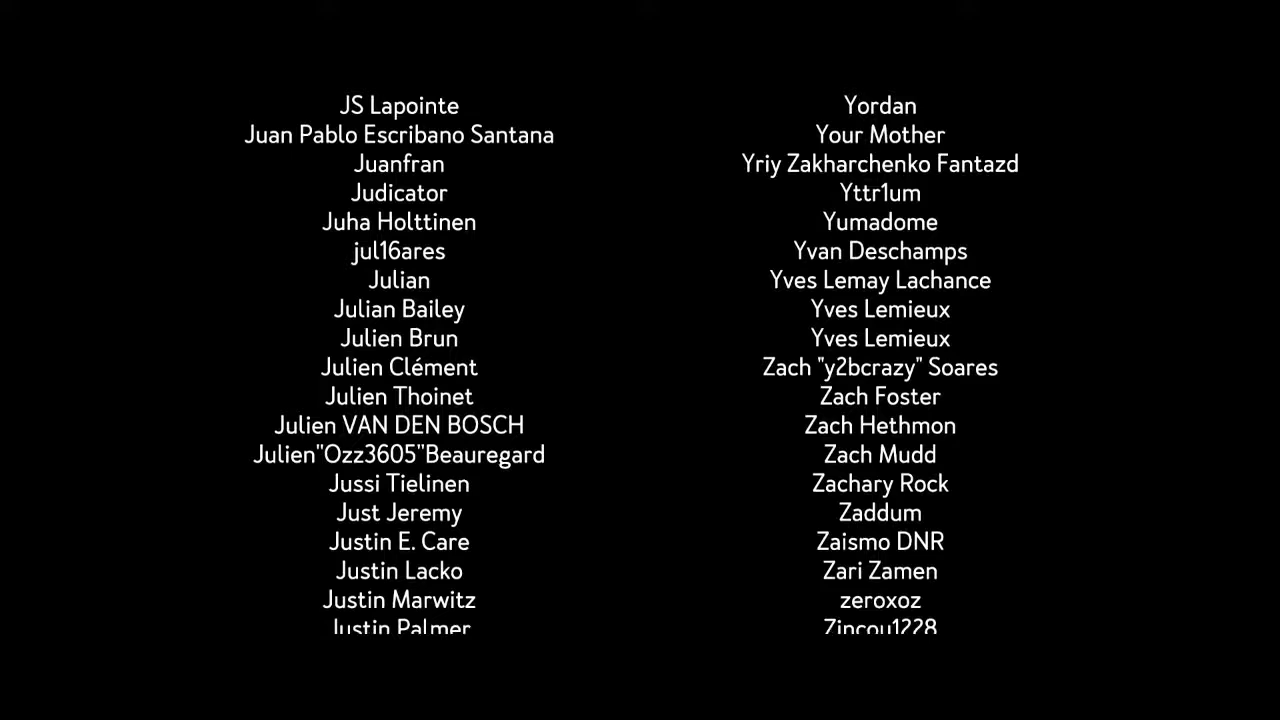 JS Lapointe
Juan Pablo Escribano Santana
Juanfran
Judicator
Juha Holttinen
jul16ares
Julian
Julian Bailey
Julien Brun
Julien Clément
Julien Thoinet
Julien VAN DEN BOSCH
Julien"Ozz3605"Beauregard
Jussi Tielinen
Just Jeremy
Justin E. Care
Justin Lacko
Justin Marwitz
Justin Palmer
Yordan
Your Mother
Yriy Zakharchenko Fantazd
Yttr1um
Yumadome
Yvan Deschamps
Yves Lemay Lachance
Yves Lemieux
Yves Lemieux
Zach "y2bcrazy" Soares
Zach Foster
Zach Hethmon
Zach Mudd
Zachary Rock
Zaddum
Zaismo DNR
Zari Zamen
zeroxoz
Zincou1228